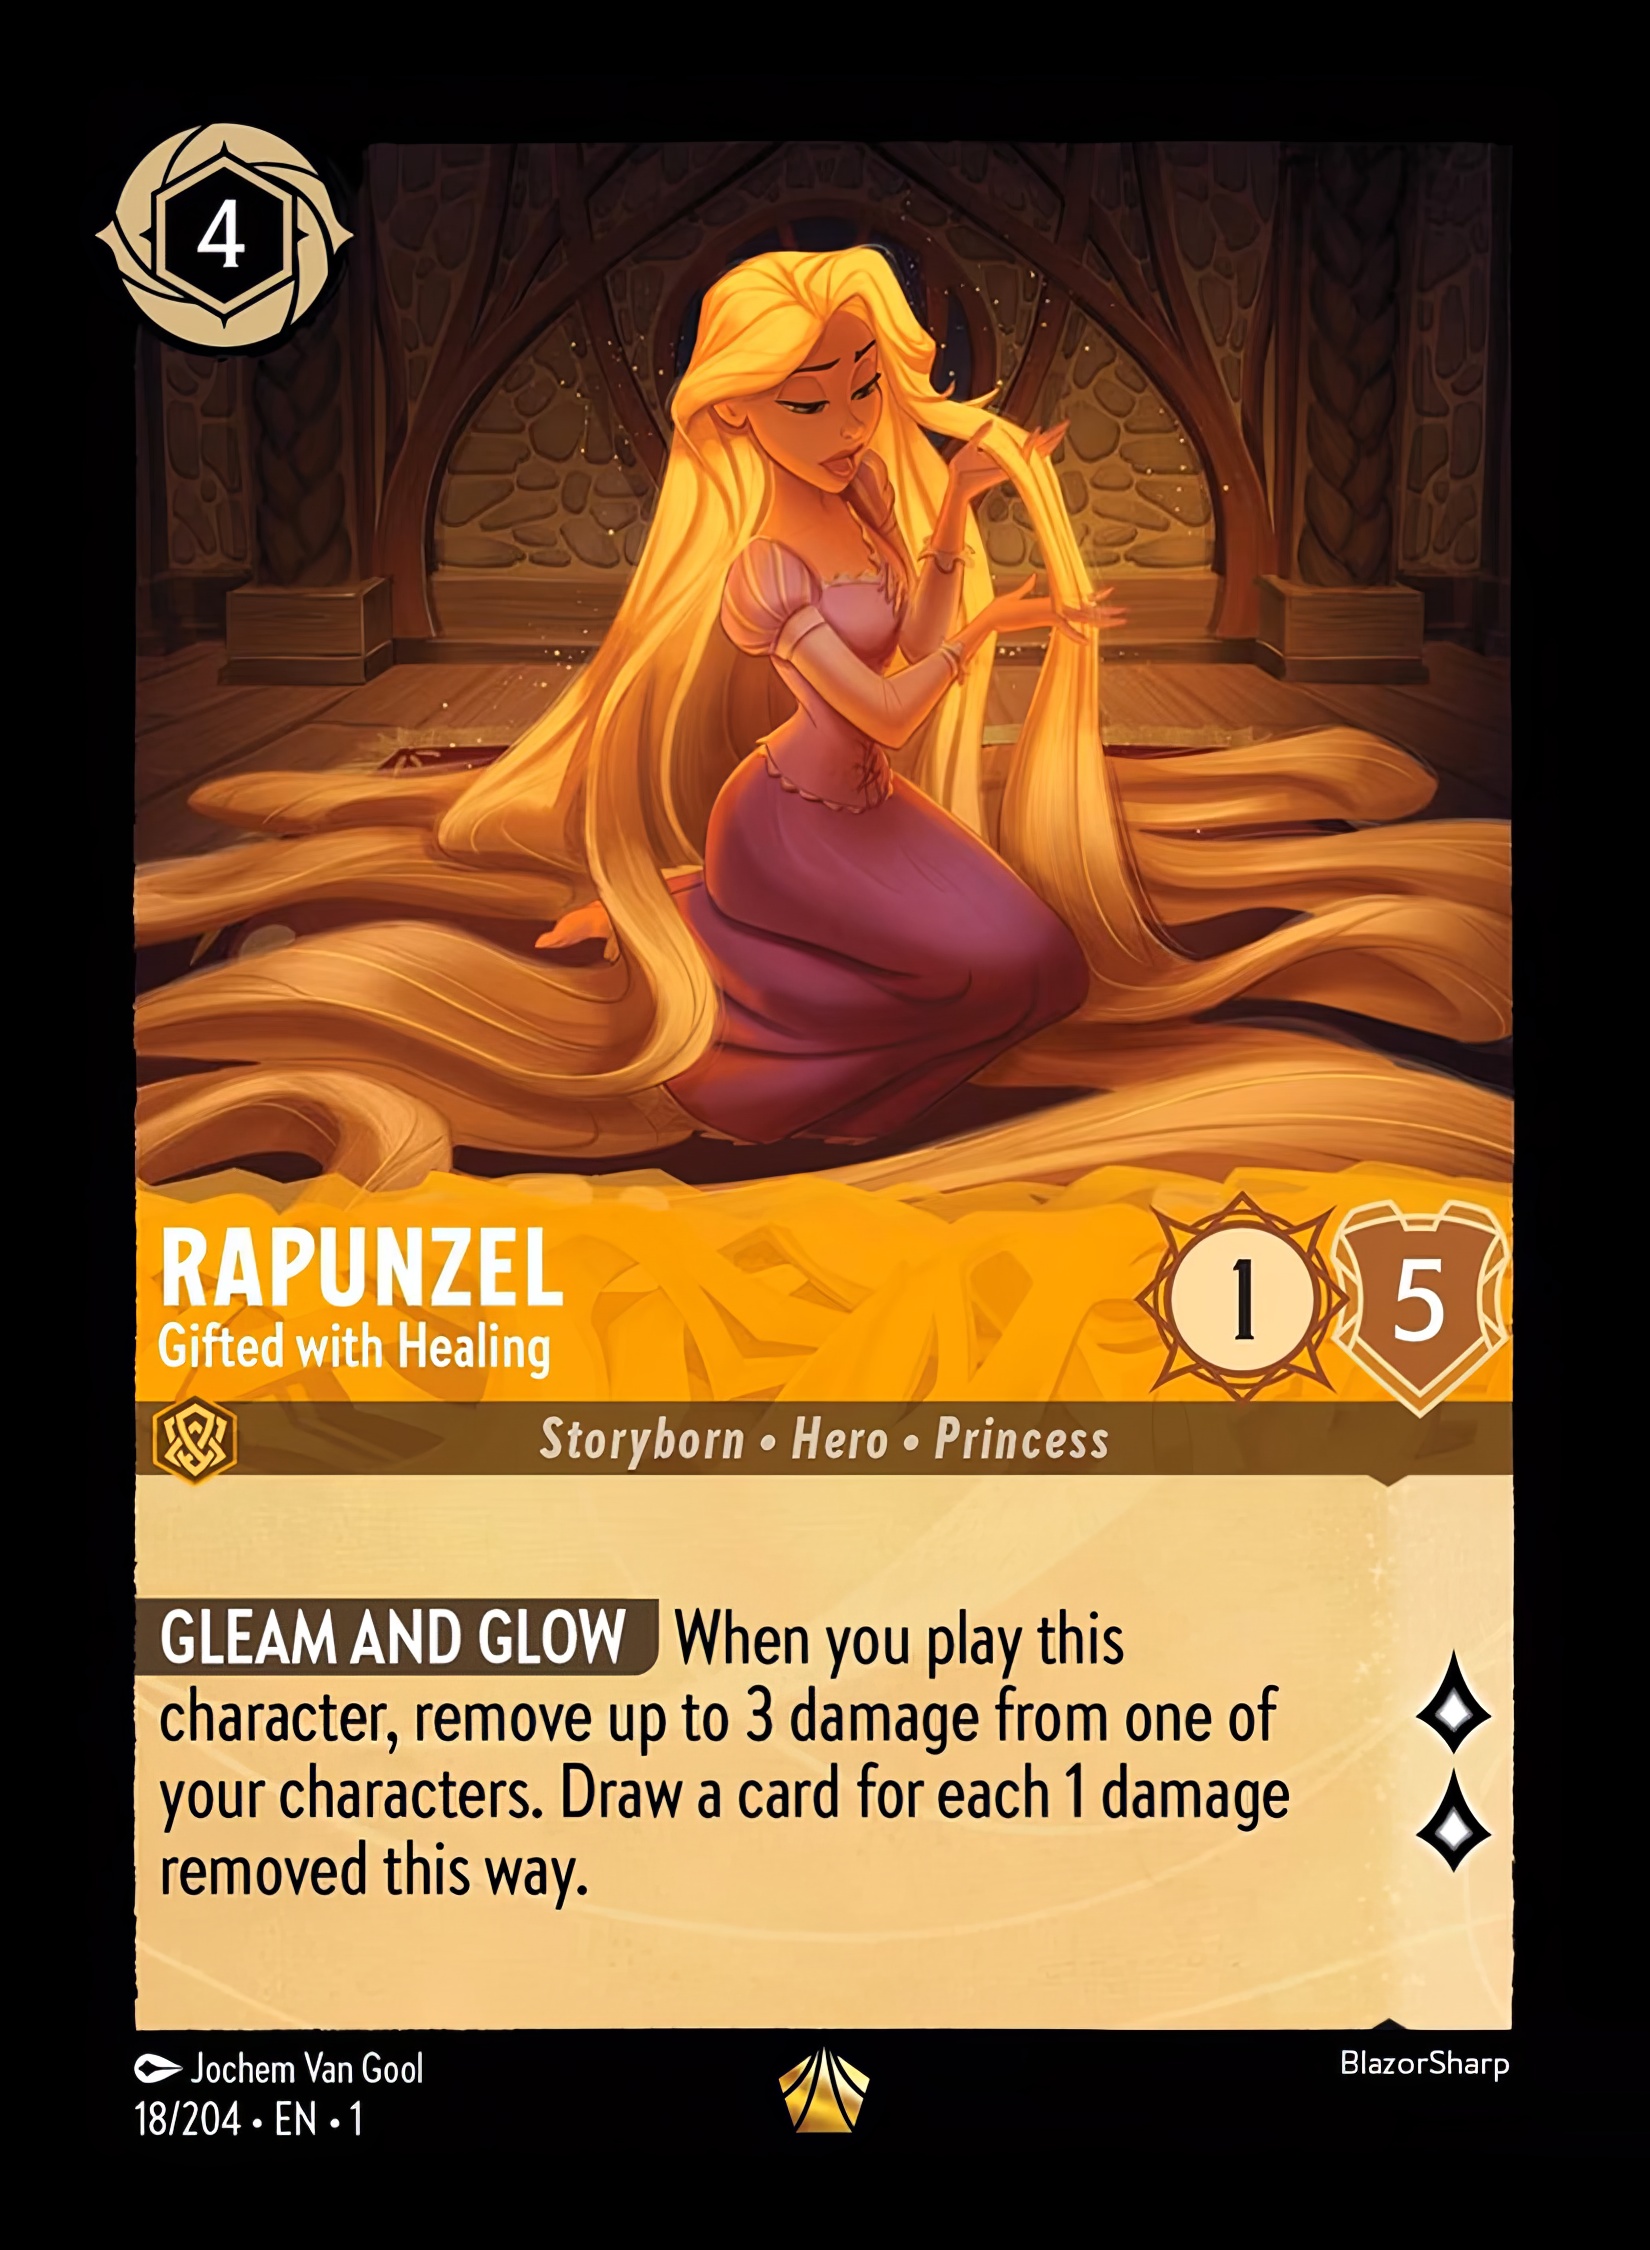 4
RAPUNZEL
Gifted with Healing
1
5
Storyborn • Hero • Princess
GLEAM AND GLOW When you play this
character, remove up to 3 damage from one of
your characters. Draw a card for each 1 damage
removed this way.
Jochem Van Gool
BlazorSharp
18/204 • EN • 1